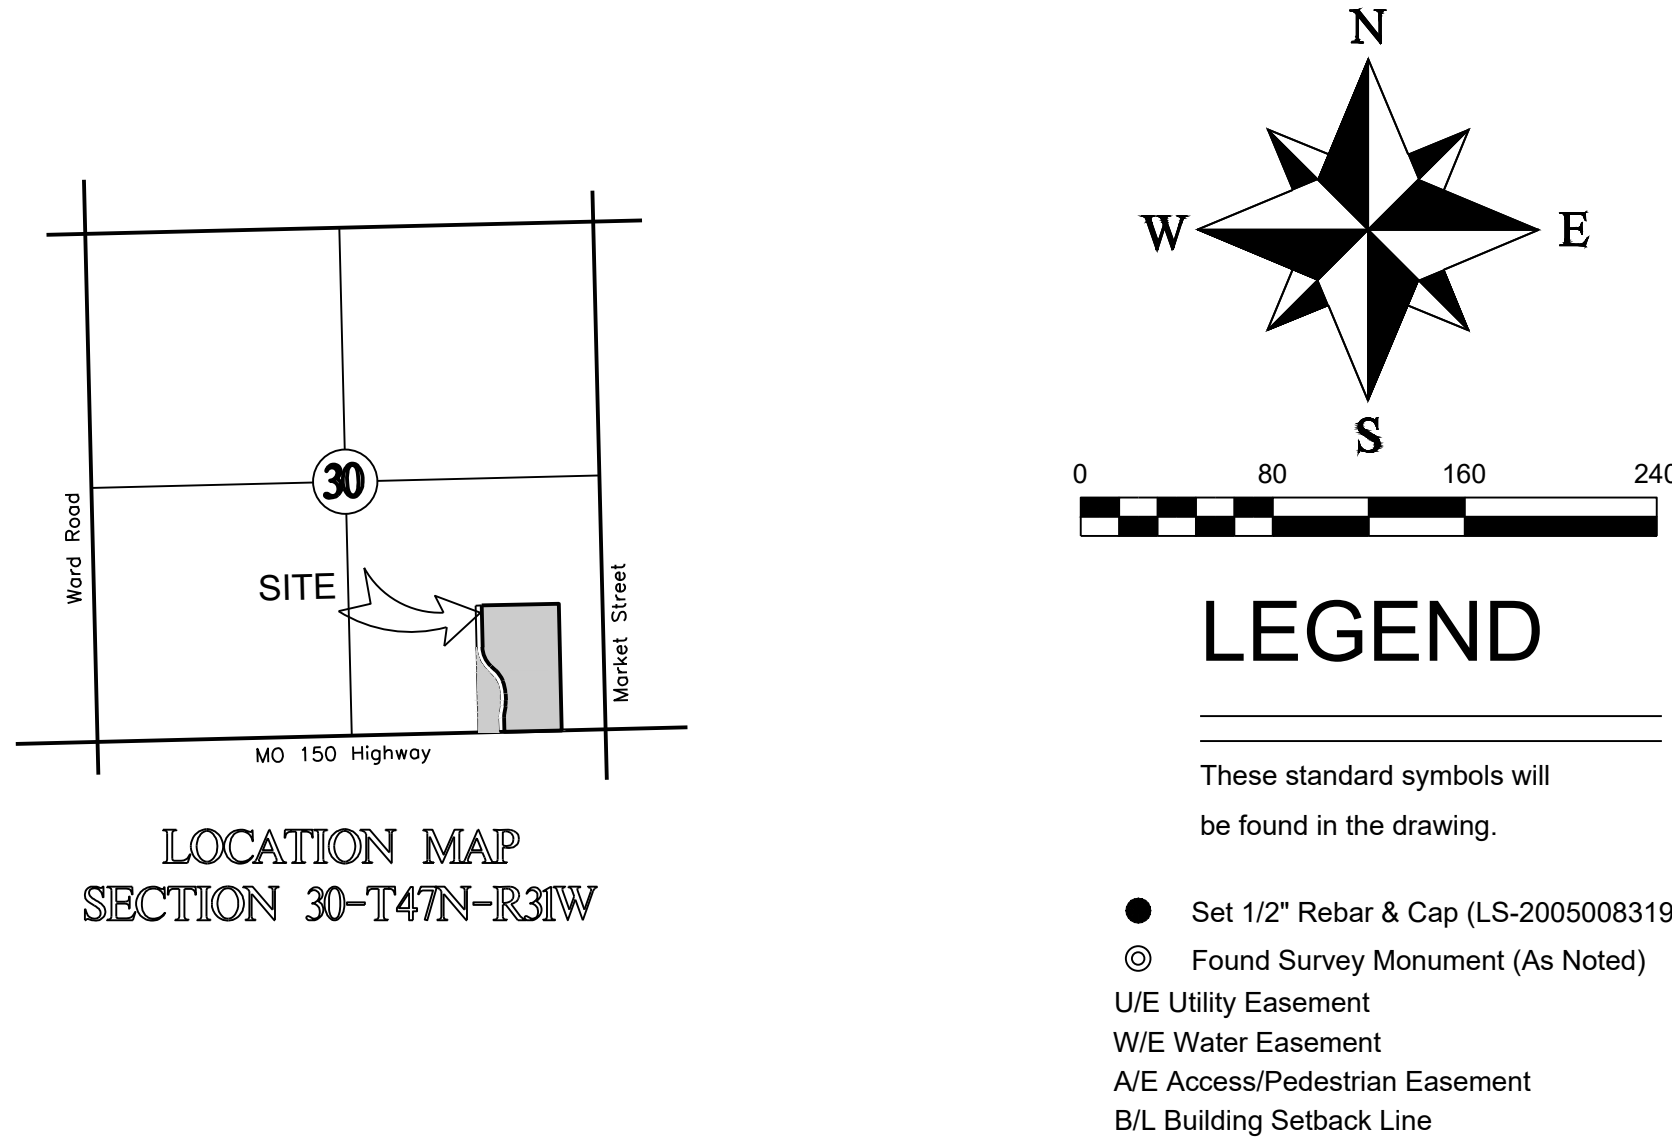 N
W
E
S
0 80 160 240
30
Ward Road
SITE
Market Street
MO 150 Highway
LOCATION MAP
SECTION 30-T47N-R31W
LEGEND
These standard symbols will
be found in the drawing.
Set 1/2" Rebar & Cap (LS-2005008319
Found Survey Monument (As Noted)
U/E Utility Easement
W/E Water Easement
A/E Access/Pedestrian Easement
B/L Building Setback Line